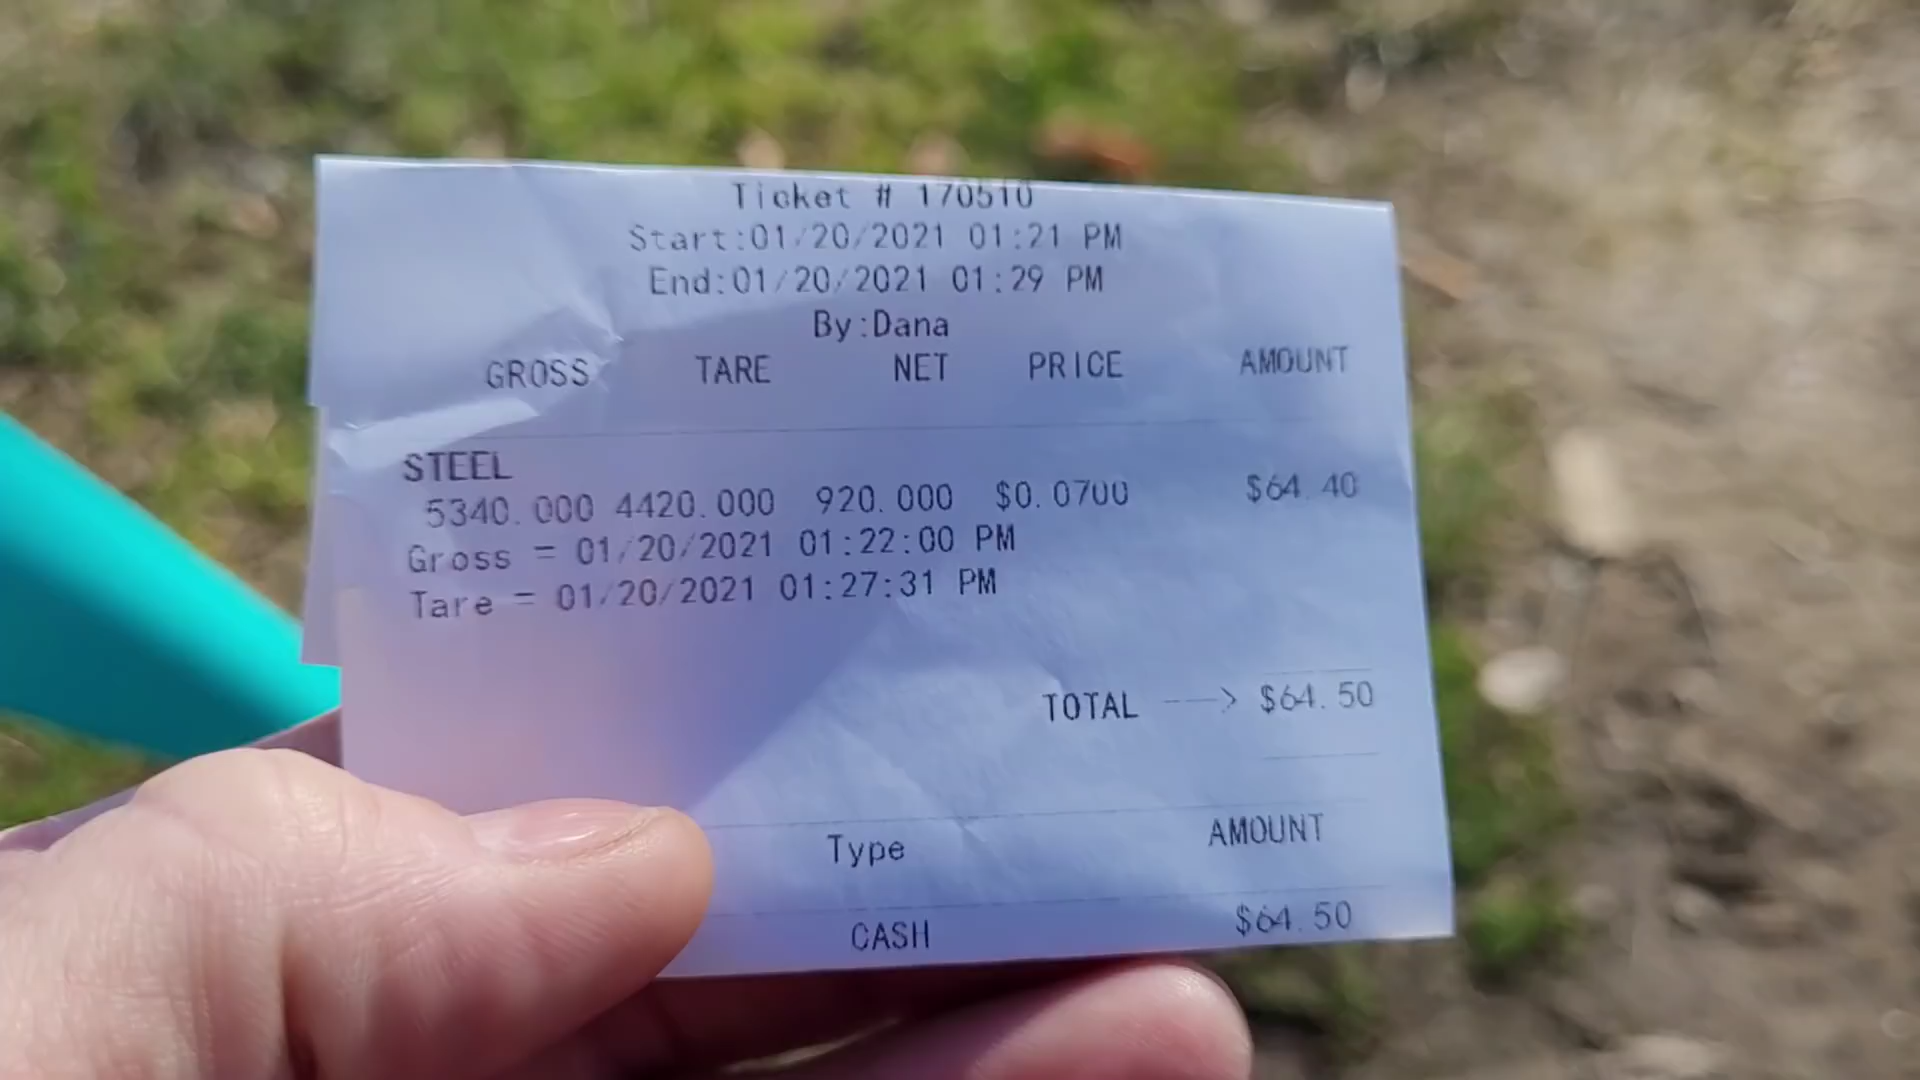 Ticket # 170510
Start:01/20/2021 01:21 PM
End:01/20/2021 01:29 PM
By:Dana
GROSS TARE NET PRICE AMOUNT
STEEL
5340.000 4420.000 920.000 $0.0700 $64.40
Gross = 01/20/2021 01:22:00 PM
Tare = 01/20/2021 01:27:31 PM
TOTAL ---> $64.50
Type AMOUNT
CASH $64.50